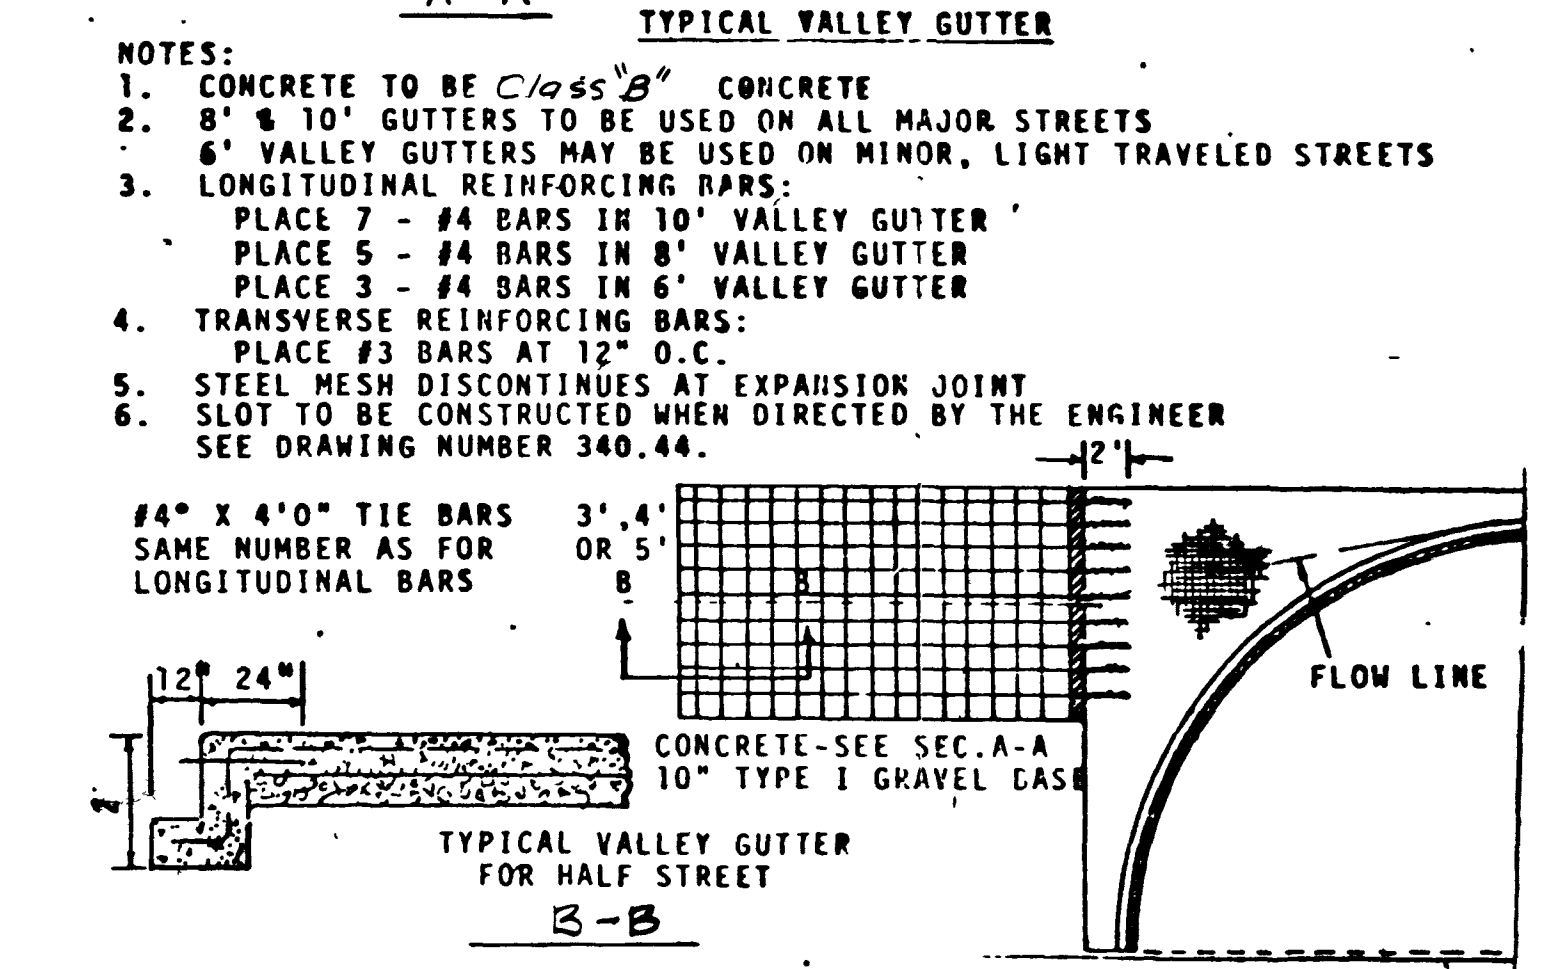 TYPICAL VALLEY GUTTER
NOTES:
1. CONCRETE TO BE Class "B" CONCRETE
2. 8' & 10' GUTTERS TO BE USED ON ALL MAJOR STREETS
6' VALLEY GUTTERS MAY BE USED ON MINOR, LIGHT TRAVELED STREETS
3. LONGITUDINAL REINFORCING BARS:
PLACE 7 - #4 BARS IN 10' VALLEY GUTTER
PLACE 5 - #4 BARS IN 8' VALLEY GUTTER
PLACE 3 - #4 BARS IN 6' VALLEY GUTTER
4. TRANSVERSE REINFORCING BARS:
PLACE #3 BARS AT 12" O.C.
5. STEEL MESH DISCONTINUES AT EXPANSION JOINT
6. SLOT TO BE CONSTRUCTED WHEN DIRECTED BY THE ENGINEER
SEE DRAWING NUMBER 340.44.
2'
#4" X 4'0" TIE BARS
SAME NUMBER AS FOR
LONGITUDINAL BARS
3',4'
OR 5'
B
B
FLOW LINE
12" 24"
2
CONCRETE-SEE SEC.A-A
10" TYPE I GRAVEL BASE
TYPICAL VALLEY GUTTER
FOR HALF STREET
B-B